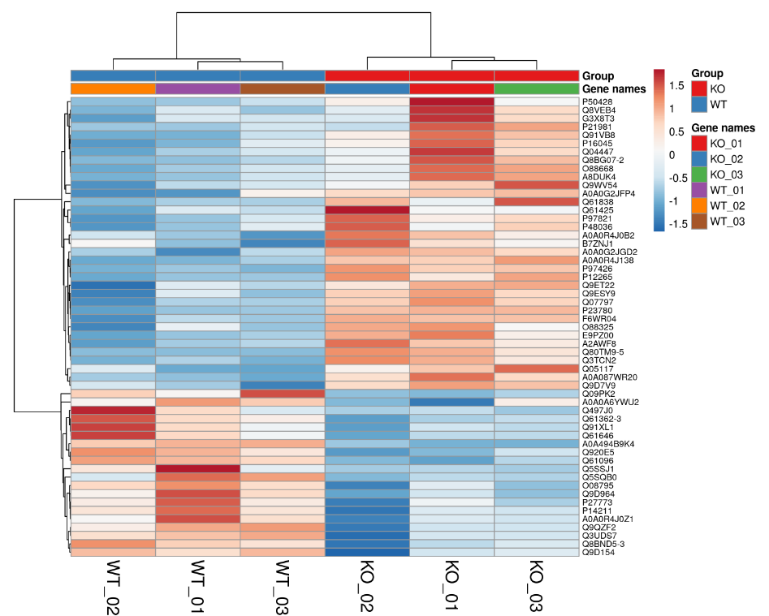 Group
Gene names
P50428
Q8VEB4
G3X8T3
P21981
Q91VB8
P16045
Q04447
Q8BG07-2
O88668
A8DUK4
Q9WV54
A0A0G2JFP4
Q61838
Q61425
P97821
P48036
A0A0R4J0B2
B7ZNJ1
A0A0G2JGD2
A0A0R4J138
P97426
P12265
Q9ET22
Q9ESY9
Q07797
P23780
F6WR04
O88325
E9PZ00
A2AWF8
Q80TM9-5
Q3TCN2
Q05117
A0A087WR20
Q9D7V9
Q09PK2
A0A0A6YWU2
Q497J0
Q61362-3
Q91XL1
Q61646
A0A494B9K4
Q920E5
Q61096
Q5SSJ1
Q5SQB0
O08795
Q9D964
P27773
P14211
A0A0R4J0Z1
Q9QZF2
Q3UDS7
Q8BND5-3
Q9D154
WT_02
WT_01
WT_03
KO_02
KO_01
KO_03
1.5
1
0.5
0
-0.5
-1
-1.5
Group
KO
WT
Gene names
KO_01
KO_02
KO_03
WT_01
WT_02
WT_03